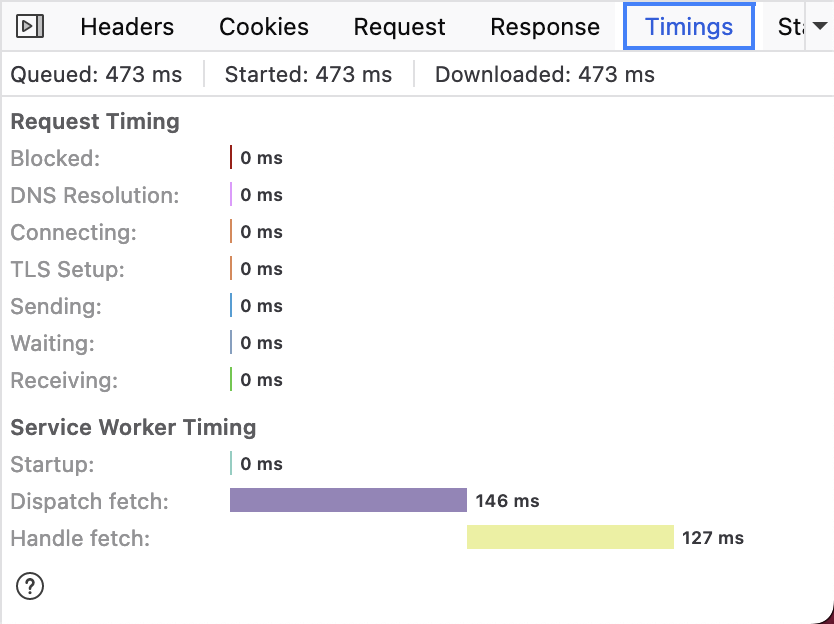 Headers Cookies Request Response Timings
Queued: 473 ms Started: 473 ms Downloaded: 473 ms
Request Timing
Blocked: 0 ms
DNS Resolution: 0 ms
Connecting: 0 ms
TLS Setup: 0 ms
Sending: 0 ms
Waiting: 0 ms
Receiving: 0 ms
Service Worker Timing
Startup: 0 ms
Dispatch fetch: 146 ms
Handle fetch: 127 ms
?